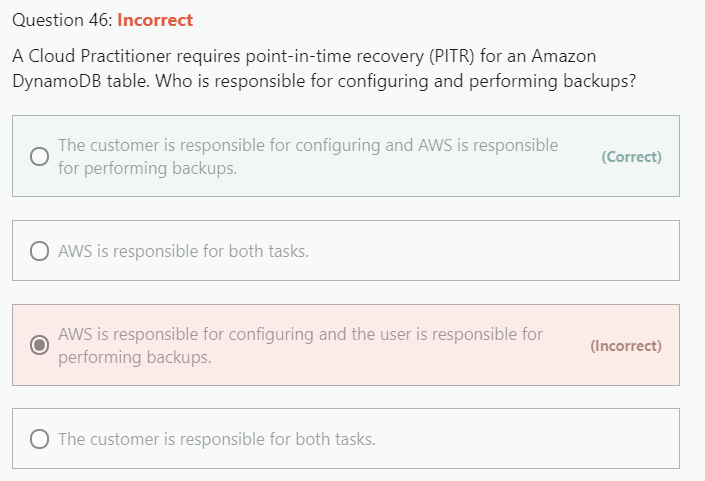 Question 46: Incorrect
A Cloud Practitioner requires point-in-time recovery (PITR) for an Amazon
DynamoDB table. Who is responsible for configuring and performing backups?
The customer is responsible for configuring and AWS is responsible
for performing backups.
(Correct)
AWS is responsible for both tasks.
AWS is responsible for configuring and the user is responsible for
performing backups.
(Incorrect)
The customer is responsible for both tasks.